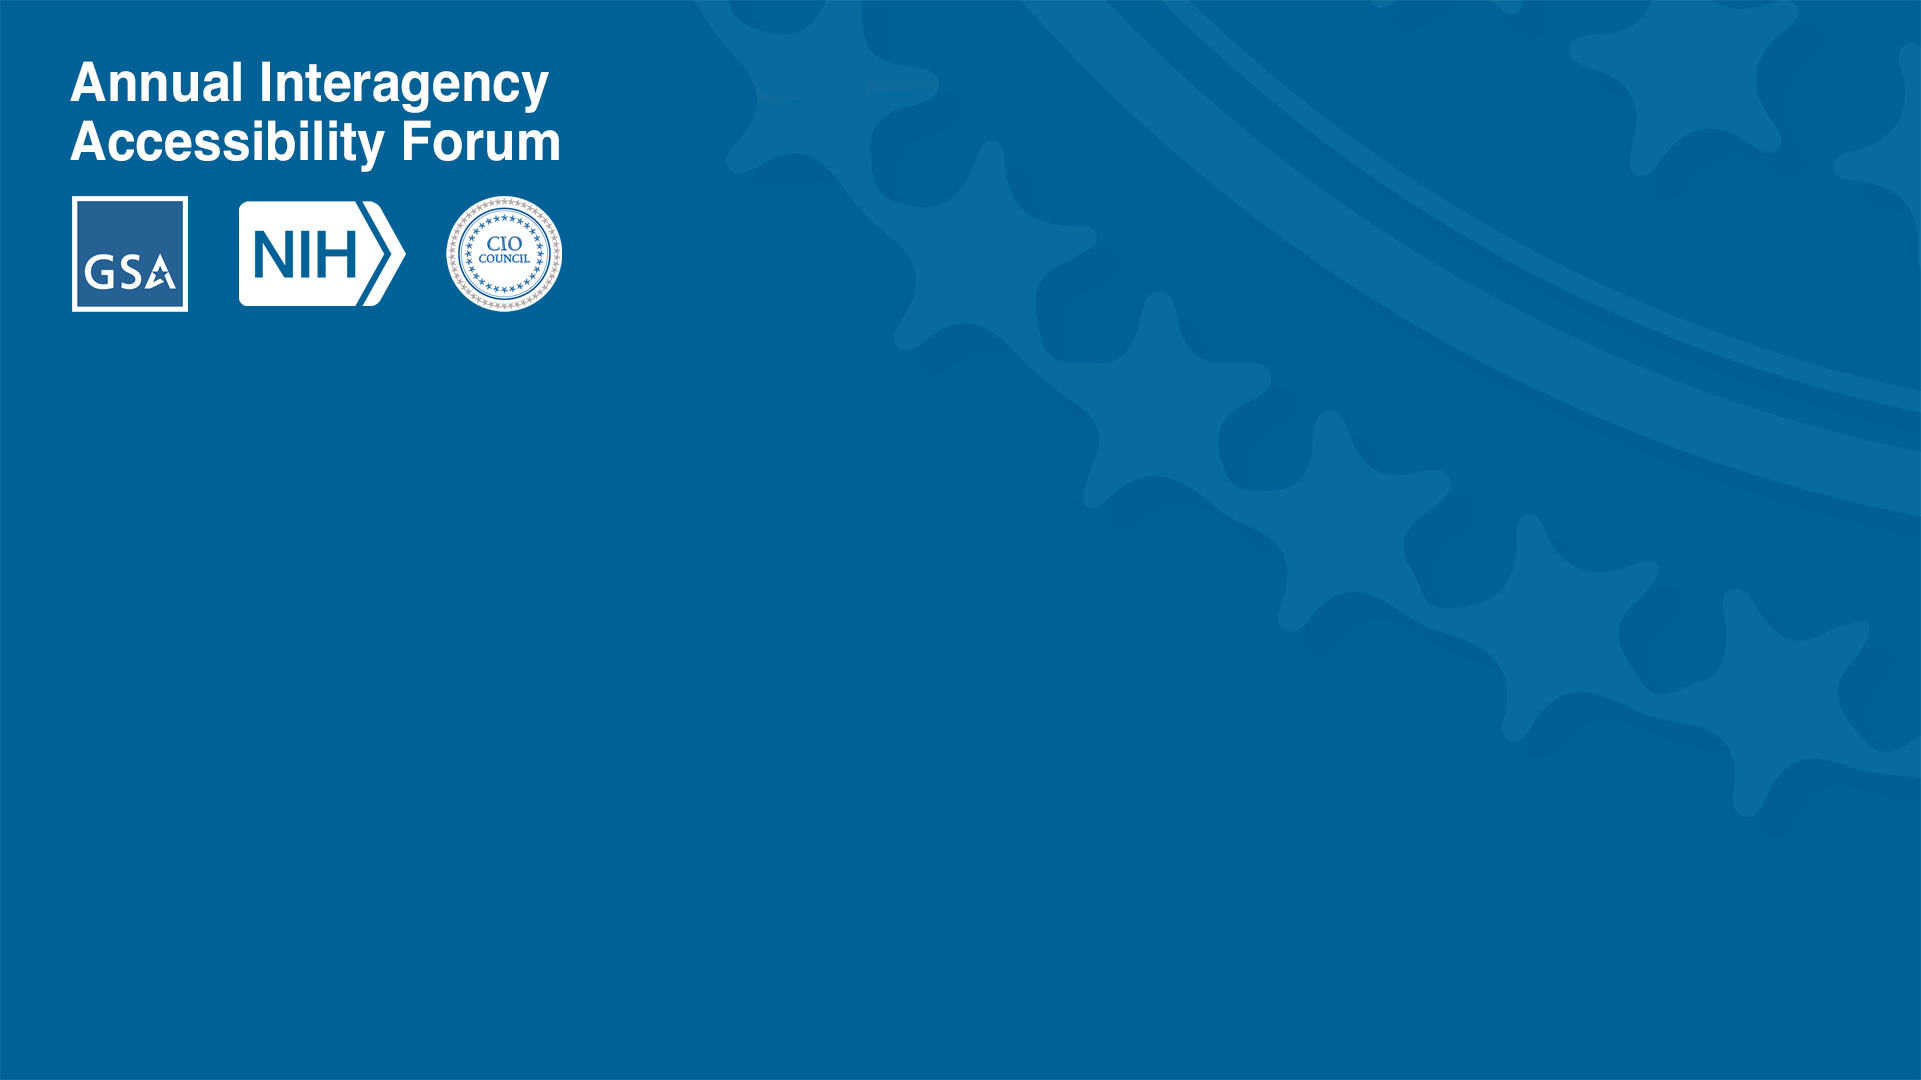 Annual Interagency
Accessibility Forum
GSA
NIH
CIO
COUNCIL